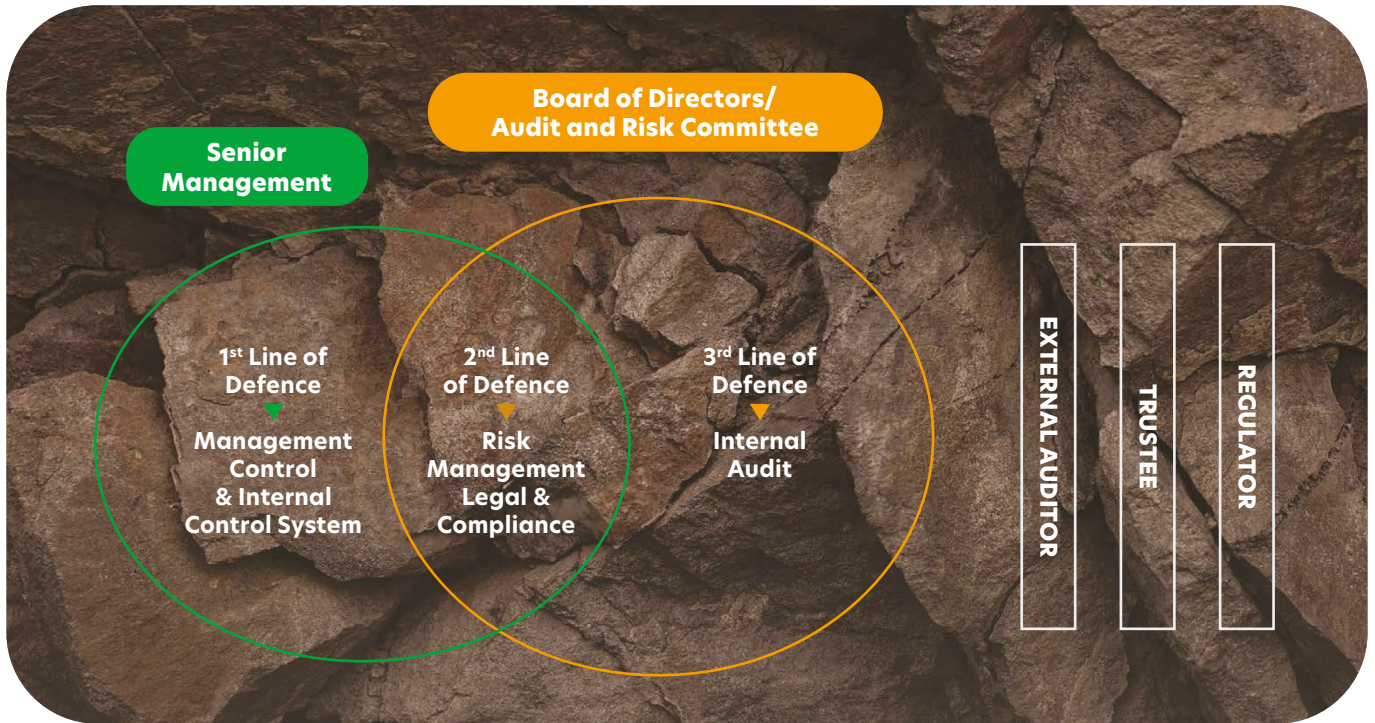 Board of Directors/
Audit and Risk Committee
Senior
Management
1st Line of
Defence
Management
Control
& Internal
Control System
2nd Line
of Defence
Risk
Management
Legal &
Compliance
3rd Line of
Defence
Internal
Audit
EXTERNAL AUDITOR
TRUSTEE
REGULATOR